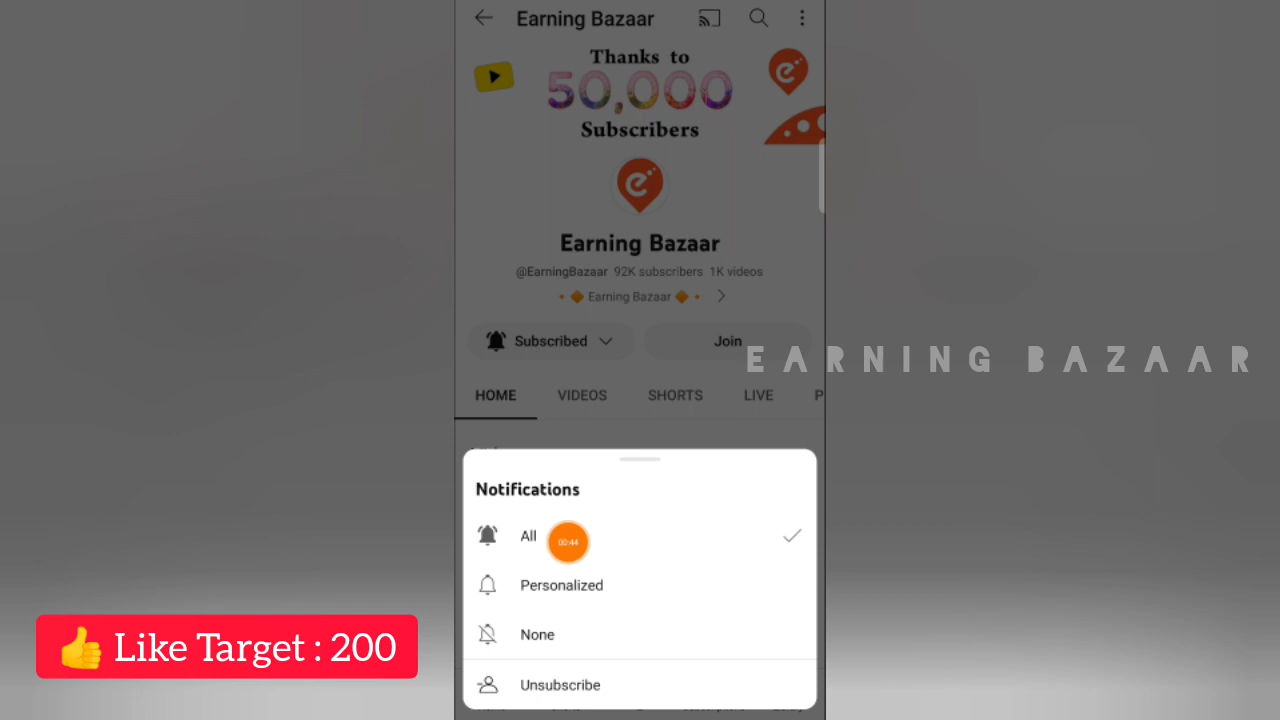 Earning Bazaar
Thanks to
50,000
Subscribers
Earning Bazaar
@EarningBazaar 92K subscribers 1K videos
🔸🔶 Earning Bazaar 🔶🔸
Subscribed
Join
EARNING BAZAAR
HOME VIDEOS SHORTS LIVE P
Notifications
All
00:44
Personalized
None
Unsubscribe
👍 Like Target : 200